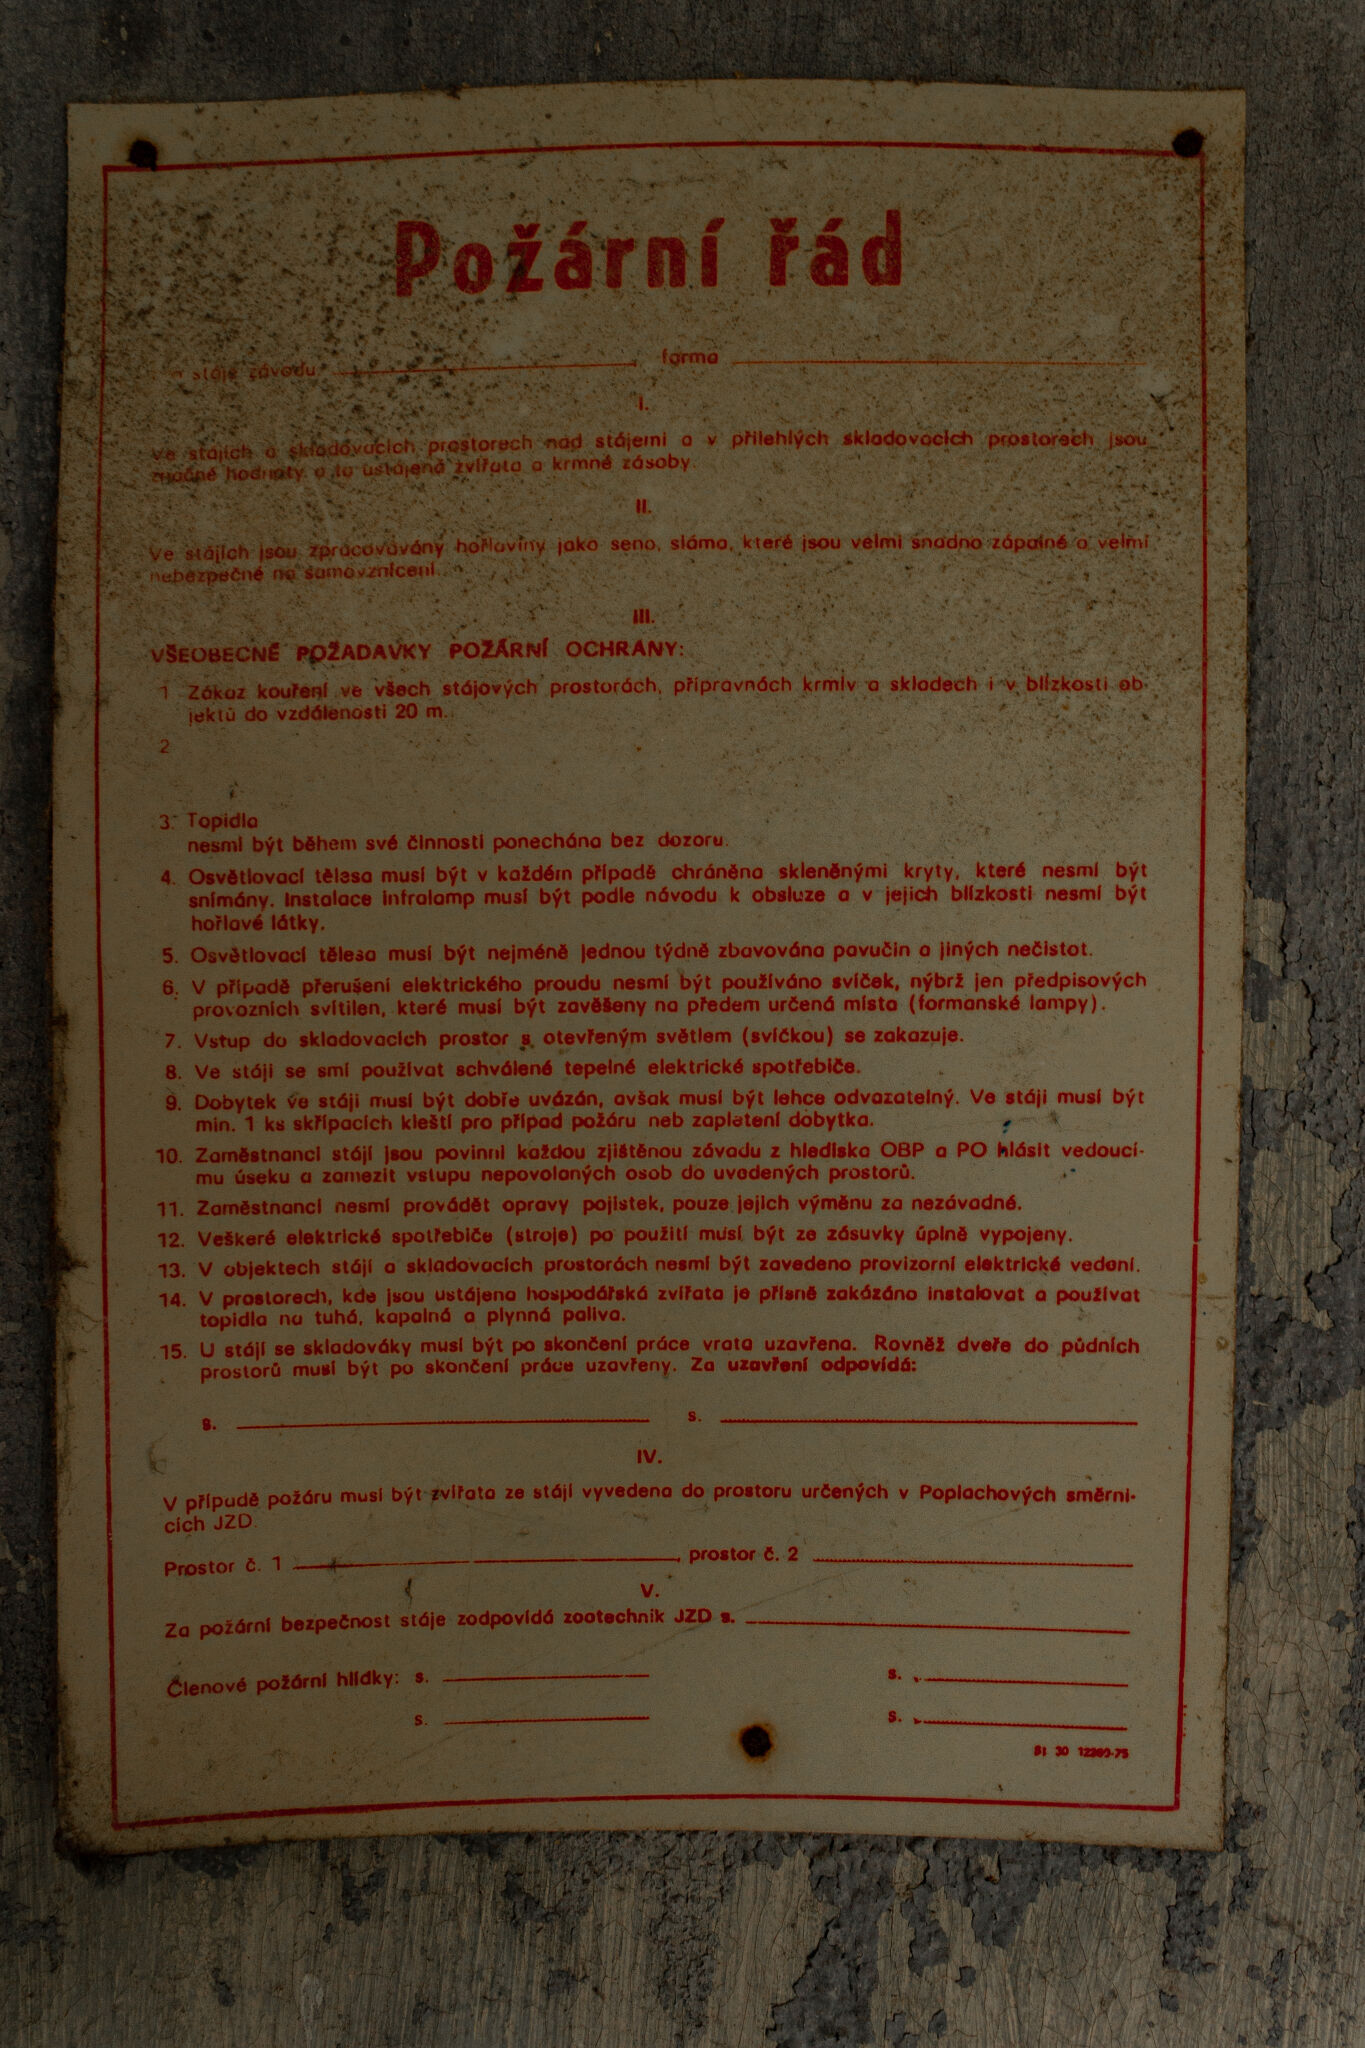 Požární řád
stáje závodu , farma
I.
Ve stájích a skladovacích prostorech nad stájemi a v přilehlých skladovacích prostorech jsou
značné hodnoty a to ustájená zvířata a krmné zásoby.
II.
Ve stájích jsou zpracovávány hořlaviny jako seno, sláma, které jsou velmi snadno zápalné a velmi
nebezpečné na samovznícení.
III.
VŠEOBECNÉ POŽADAVKY POŽÁRNÍ OCHRANY:
1 Zákaz kouření ve všech stájových prostorách, přípravnách krmiv a skladech i v blízkosti ob-
jektů do vzdálenosti 20 m.
2
3. Topidla
nesmí být během své činnosti ponechána bez dozoru.
4. Osvětlovací tělesa musí být v každém případě chráněna skleněnými kryty, které nesmí být
snímány. Instalace infralamp musí být podle návodu k obsluze a v jejich blízkosti nesmí být
hořlavé látky.
5. Osvětlovací tělesa musí být nejméně jednou týdně zbavována pavučin a jiných nečistot.
6. V případě přerušení elektrického proudu nesmí být používáno svíček, nýbrž jen předpisových
provozních svítilen, které musí být zavěšeny na předem určená místa (formanské lampy).
7. Vstup do skladovacích prostor s otevřeným světlem (svíčkou) se zakazuje.
8. Ve stáji se smí používat schválené tepelné elektrické spotřebiče.
9. Dobytek ve stáji musí být dobře uvázán, avšak musí být lehce odvazatelný. Ve stáji musí být
min. 1 ks skřípacích kleští pro případ požáru neb zapletení dobytka.
10. Zaměstnanci stájí jsou povinni každou zjištěnou závadu z hlediska OBP a PO hlásit vedoucí-
mu úseku a zamezit vstupu nepovolaných osob do uvedených prostorů.
11. Zaměstnanci nesmí provádět opravy pojistek, pouze jejich výměnu za nezávadné.
12. Veškeré elektrické spotřebiče (stroje) po použití musí být ze zásuvky úplně vypojeny.
13. V objektech stájí a skladovacích prostorách nesmí být zavedeno provizorní elektrické vedení.
14. V prostorech, kde jsou ustájena hospodářská zvířata je přísně zakázáno instalovat a používat
topidla na tuhá, kapalná a plynná paliva.
15. U stájí se skladováky musí být po skončení práce vrata uzavřena. Rovněž dveře do půdních
prostorů musí být po skončení práce uzavřeny. Za uzavření odpovídá:
s. s.
IV.
V případě požáru musí být zvířata ze stájí vyvedena do prostoru určených v Poplachových směrni-
cích JZD.
Prostor č. 1 , prostor č. 2
V.
Za požární bezpečnost stáje zodpovídá zootechnik JZD s.
Členové požární hlídky: s. s.
s. s.